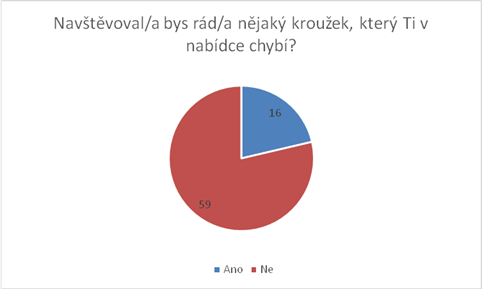 Navštěvoval/a bys rád/a nějaký kroužek, který Ti v
nabídce chybí?
16
59
Ano Ne